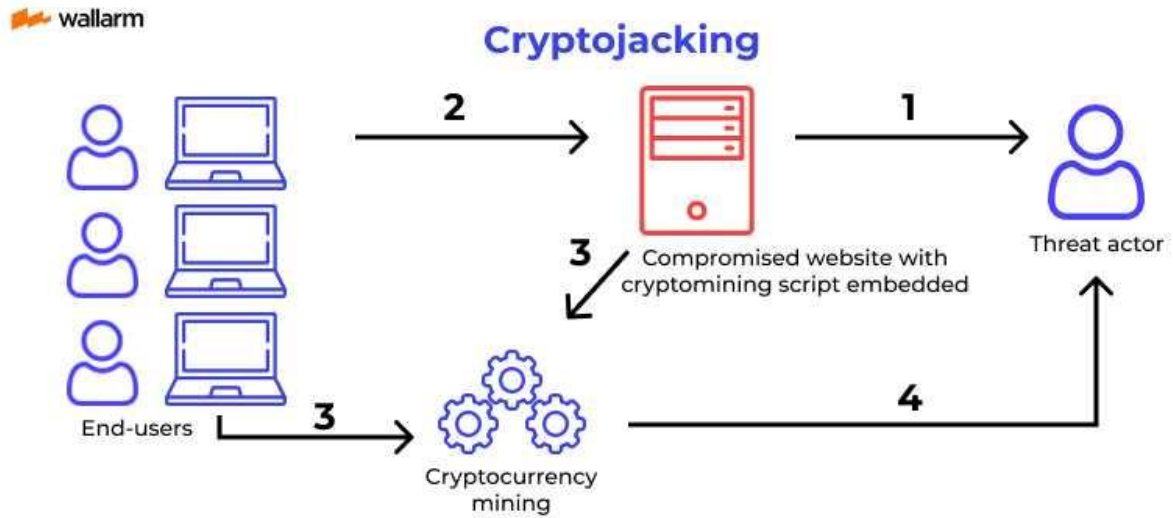 wallarm
Cryptojacking
2
1
3
Compromised website with
cryptomining script embedded
Threat actor
End-users
3
4
Cryptocurrency
mining